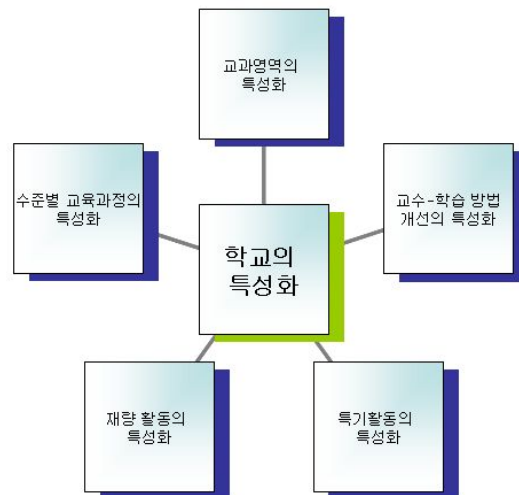 교과영역의
특성화
수준별 교육과정의
특성화
교수-학습 방법
개선의 특성화
학교의
특성화
재량 활동의
특성화
특기활동의
특성화